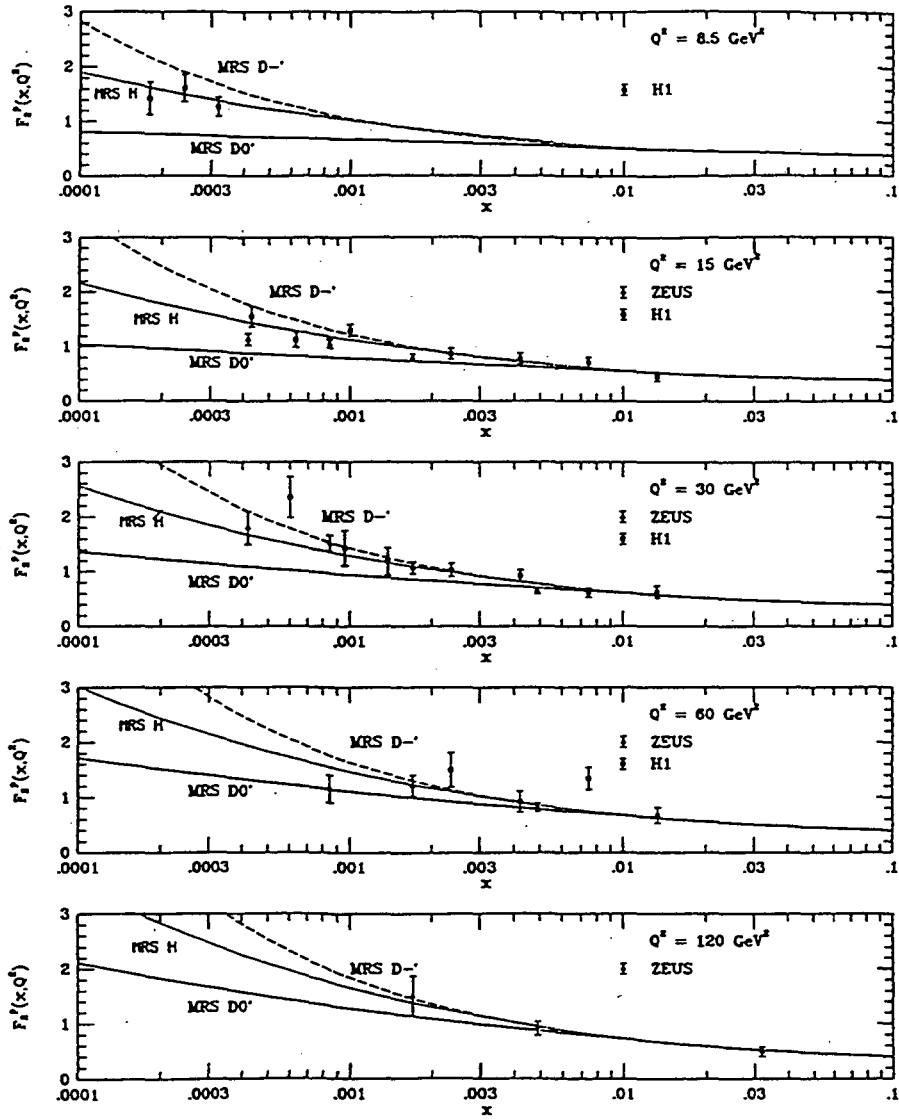 3
Q² = 8.5 GeV²
MRS D-'
2
MRS H
H1
F₂ᵖ(x,Q²)
1
MRS D0'
0
.0001 .0003 .001 .003 .01 .03 .1
x
3
Q² = 15 GeV²
MRS D-'
ZEUS
2
MRS H
H1
F₂ᵖ(x,Q²)
1
MRS D0'
0
.0001 .0003 .001 .003 .01 .03 .1
x
3
Q² = 30 GeV²
MRS D-'
ZEUS
2
MRS H
H1
F₂ᵖ(x,Q²)
1
MRS D0'
0
.0001 .0003 .001 .003 .01 .03 .1
x
3
Q² = 60 GeV²
MRS H
MRS D-'
ZEUS
2
H1
F₂ᵖ(x,Q²)
1
MRS D0'
0
.0001 .0003 .001 .003 .01 .03 .1
x
3
Q² = 120 GeV²
MRS H
MRS D-'
ZEUS
2
F₂ᵖ(x,Q²)
MRS D0'
1
0
.0001 .0003 .001 .003 .01 .03 .1
x